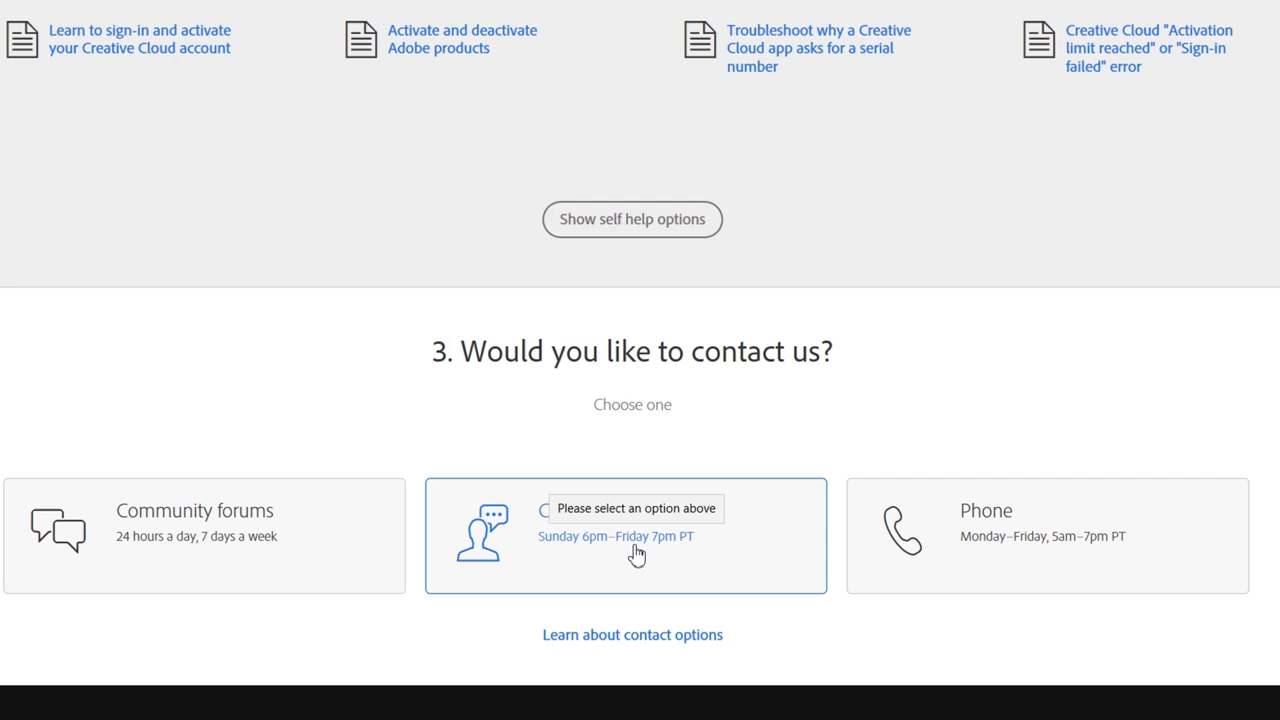 Learn to sign-in and activate
your Creative Cloud account
Activate and deactivate
Adobe products
Troubleshoot why a Creative
Cloud app asks for a serial
number
Creative Cloud "Activation
limit reached" or "Sign-in
failed" error
Show self help options
3. Would you like to contact us?
Choose one
Community forums
24 hours a day, 7 days a week
Please select an option above
Sunday 6pm–Friday 7pm PT
Phone
Monday–Friday, 5am–7pm PT
Learn about contact options